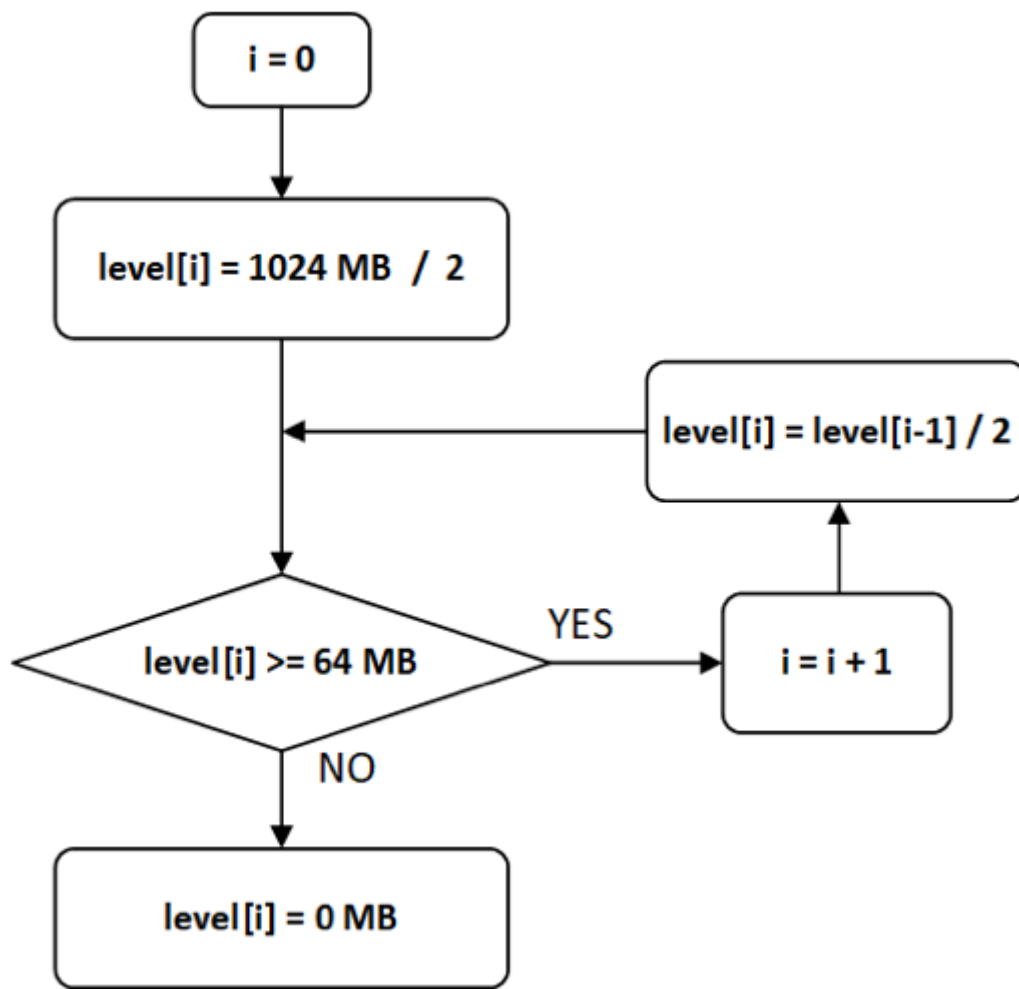 i = 0
level[i] = 1024 MB / 2
level[i] = level[i-1] / 2
level[i] >= 64 MB
YES
i = i + 1
NO
level[i] = 0 MB